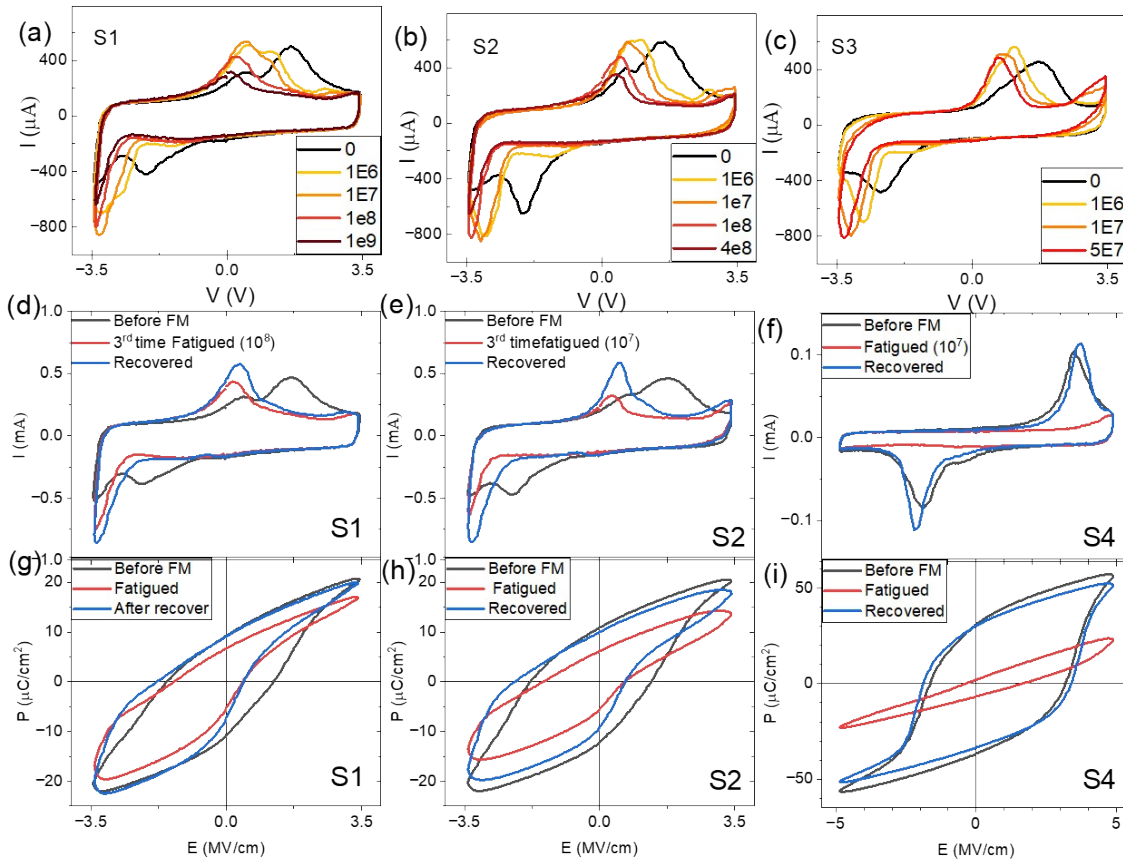 (a)
S1
I (μA)
400
0
−400
−800
0
1E6
1E7
1e8
1e9
−3.5
0.0
3.5
V (V)
(b)
S2
I (μA)
400
0
−400
−800
0
1E6
1e7
1e8
4e8
−3.5
0.0
3.5
V (V)
(c)
S3
I (μA)
400
0
−400
−800
0
1E6
1E7
5E7
−3.5
0.0
3.5
V (V)
(d)
1.0
Before FM
3rd time Fatigued (10^8)
Recovered
0.5
0.0
−0.5
I (mA)
S1
(e)
1.0
Before FM
3rd timefatigued (10^7)
Recovered
0.5
0.0
−0.5
I (mA)
S2
(f)
Before FM
Fatigued (10^7)
Recovered
0.1
0.0
−0.1
I (mA)
S4
(g)
−1.0
Before FM
Fatigued
After recover
20
10
0
−10
−20
P (μC/cm2)
S1
−3.5
0.0
3.5
E (MV/cm)
(h)
−1.0
Before FM
Fatigued
Recovered
20
10
0
−10
−20
P (μC/cm2)
S2
−3.5
0.0
3.5
E (MV/cm)
(i)
Before FM
Fatigued
Recovered
50
0
−50
P (μC/cm2)
S4
−5
0
5
E (MV/cm)